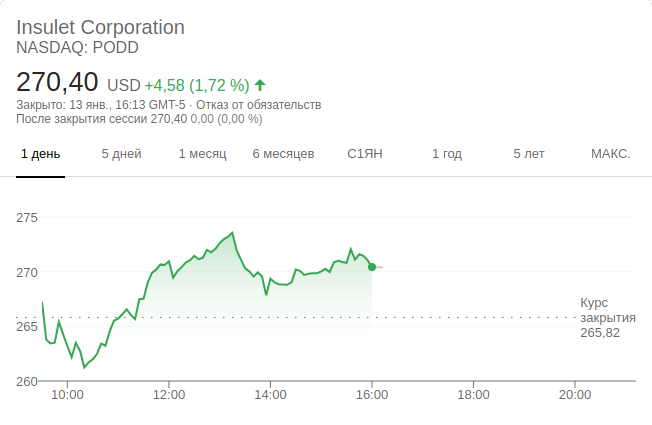 Insulet Corporation
NASDAQ: PODD
270,40 USD +4,58 (1,72 %)
Закрыто: 13 янв., 16:13 GMT-5 · Отказ от обязательств
После закрытия сессии 270,40 0,00 (0,00 %)
1 день 5 дней 1 месяц 6 месяцев С1ЯН 1 год 5 лет МАКС.
275
270
Курс
закрытия
265,82
265
260
10:00 12:00 14:00 16:00 18:00 20:00